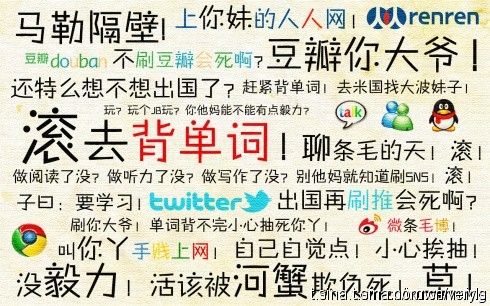 马勒隔壁! 上你妹的人人网! renren
豆瓣douban 不刷豆瓣会死啊? 豆瓣你大爷!
还特么想不想出国了? 赶紧背单词! 去米国找大波妹子!
玩? 玩个JB玩? 你他妈能不能有点毅力? talk
滚去背单词! 聊条毛的天! 滚!
做阅读了没? 做听力了没? 做写作了没? 别他妈就知道刷SNS! 滚!
子曰: 要学习! twitter 出国再刷推会死啊?
刷你大爷! 单词背不完小心抽死你丫! 微条毛博!
叫你丫手贱上网! 自己自觉点! 小心挨抽!
没毅力! 活该被河蟹欺负死! 草!